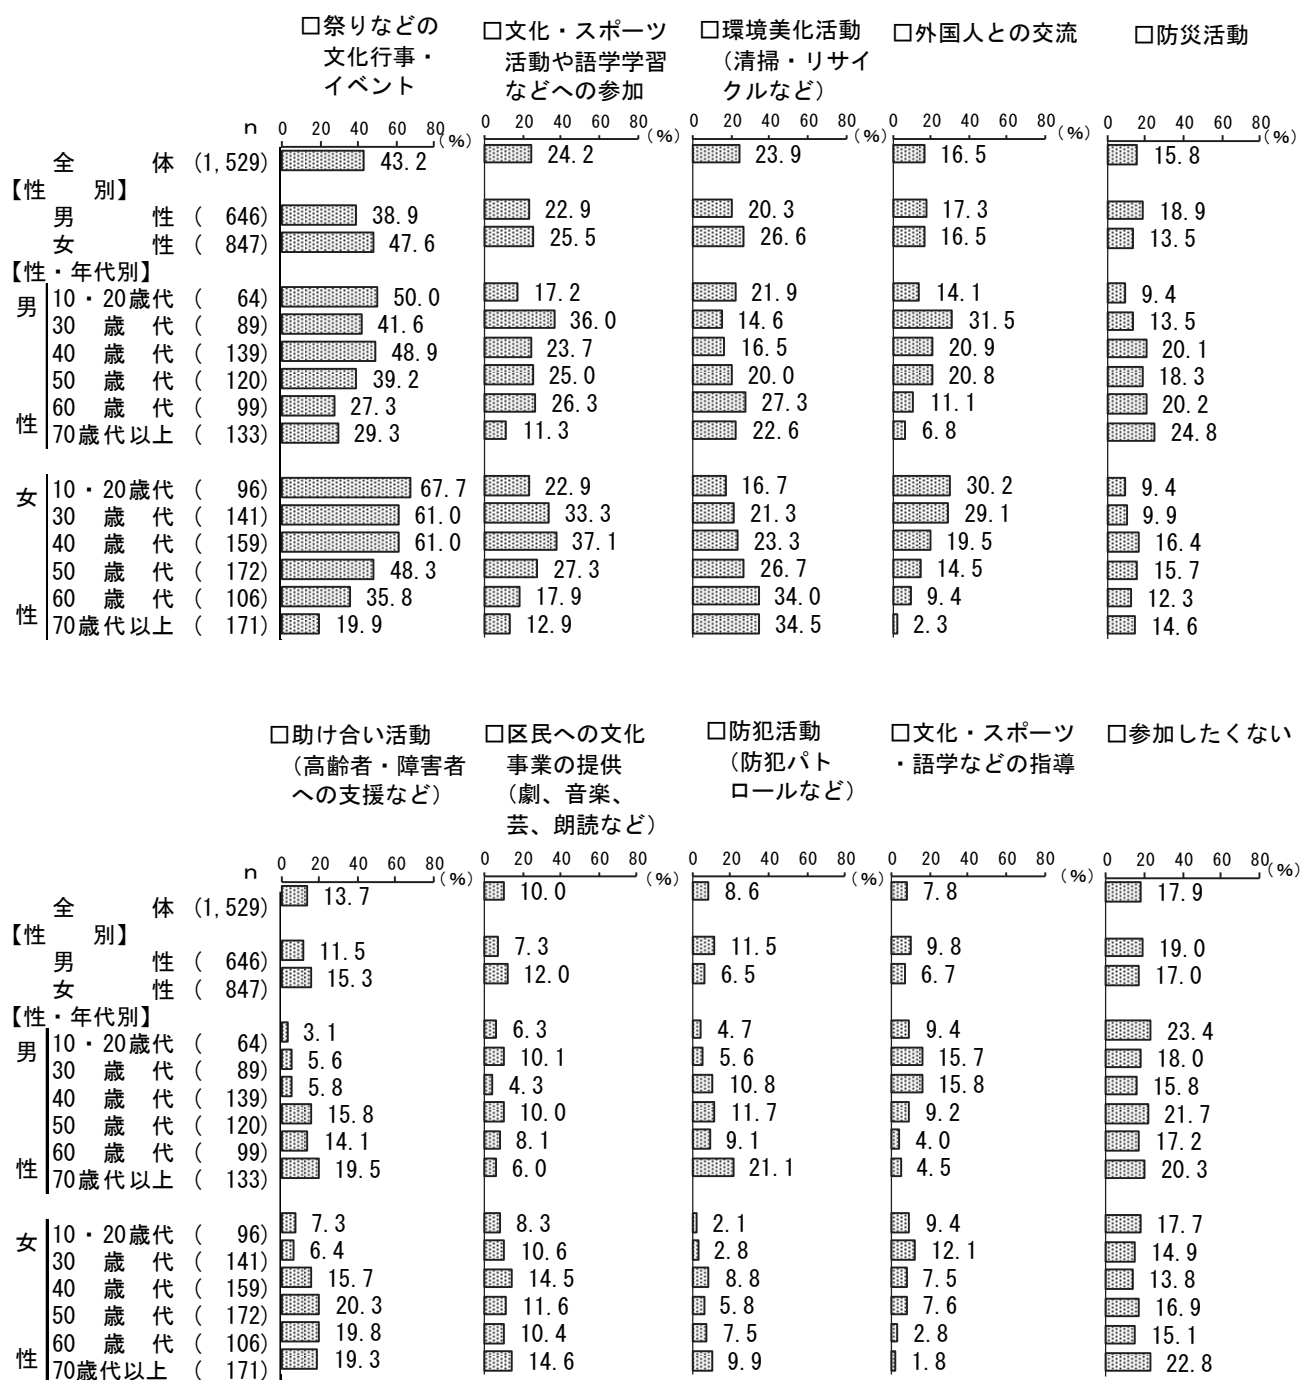 □祭りなどの
文化行事・
イベント
□文化・スポーツ
活動や語学学習
などへの参加
□環境美化活動
（清掃・リサイ
クルなど）
□外国人との交流
□防災活動
n 0 20 40 60 80(%) 0 20 40 60 80(%) 0 20 40 60 80(%) 0 20 40 60 80(%) 0 20 40 60 80(%)
全体 (1,529) 43.2 24.2 23.9 16.5 15.8
【性別】
男性 ( 646) 38.9 22.9 20.3 17.3 18.9
女性 ( 847) 47.6 25.5 26.6 16.5 13.5
【性・年代別】
男性
10・20歳代 ( 64) 50.0 17.2 21.9 14.1 9.4
30歳代 ( 89) 41.6 36.0 14.6 31.5 13.5
40歳代 ( 139) 48.9 23.7 16.5 20.9 20.1
50歳代 ( 120) 39.2 25.0 20.0 20.8 18.3
60歳代 ( 99) 27.3 26.3 27.3 11.1 20.2
70歳代以上 ( 133) 29.3 11.3 22.6 6.8 24.8
女性
10・20歳代 ( 96) 67.7 22.9 16.7 30.2 9.4
30歳代 ( 141) 61.0 33.3 21.3 29.1 9.9
40歳代 ( 159) 61.0 37.1 23.3 19.5 16.4
50歳代 ( 172) 48.3 27.3 26.7 14.5 15.7
60歳代 ( 106) 35.8 17.9 34.0 9.4 12.3
70歳代以上 ( 171) 19.9 12.9 34.5 2.3 14.6
□助け合い活動
（高齢者・障害者
への支援など）
□区民への文化
事業の提供
（劇、音楽、
芸、朗読など）
□防犯活動
（防犯パト
ロールなど）
□文化・スポーツ
・語学などの指導
□参加したくない
n 0 20 40 60 80(%) 0 20 40 60 80(%) 0 20 40 60 80(%) 0 20 40 60 80(%) 0 20 40 60 80(%)
全体 (1,529) 13.7 10.0 8.6 7.8 17.9
【性別】
男性 ( 646) 11.5 7.3 11.5 9.8 19.0
女性 ( 847) 15.3 12.0 6.5 6.7 17.0
【性・年代別】
男性
10・20歳代 ( 64) 3.1 6.3 4.7 9.4 23.4
30歳代 ( 89) 5.6 10.1 5.6 15.7 18.0
40歳代 ( 139) 5.8 4.3 10.8 15.8 15.8
50歳代 ( 120) 15.8 10.0 11.7 9.2 21.7
60歳代 ( 99) 14.1 8.1 9.1 4.0 17.2
70歳代以上 ( 133) 19.5 6.0 21.1 4.5 20.3
女性
10・20歳代 ( 96) 7.3 8.3 2.1 9.4 17.7
30歳代 ( 141) 6.4 10.6 2.8 12.1 14.9
40歳代 ( 159) 15.7 14.5 8.8 7.5 13.8
50歳代 ( 172) 20.3 11.6 5.8 7.6 16.9
60歳代 ( 106) 19.8 10.4 7.5 2.8 15.1
70歳代以上 ( 171) 19.3 14.6 9.9 1.8 22.8